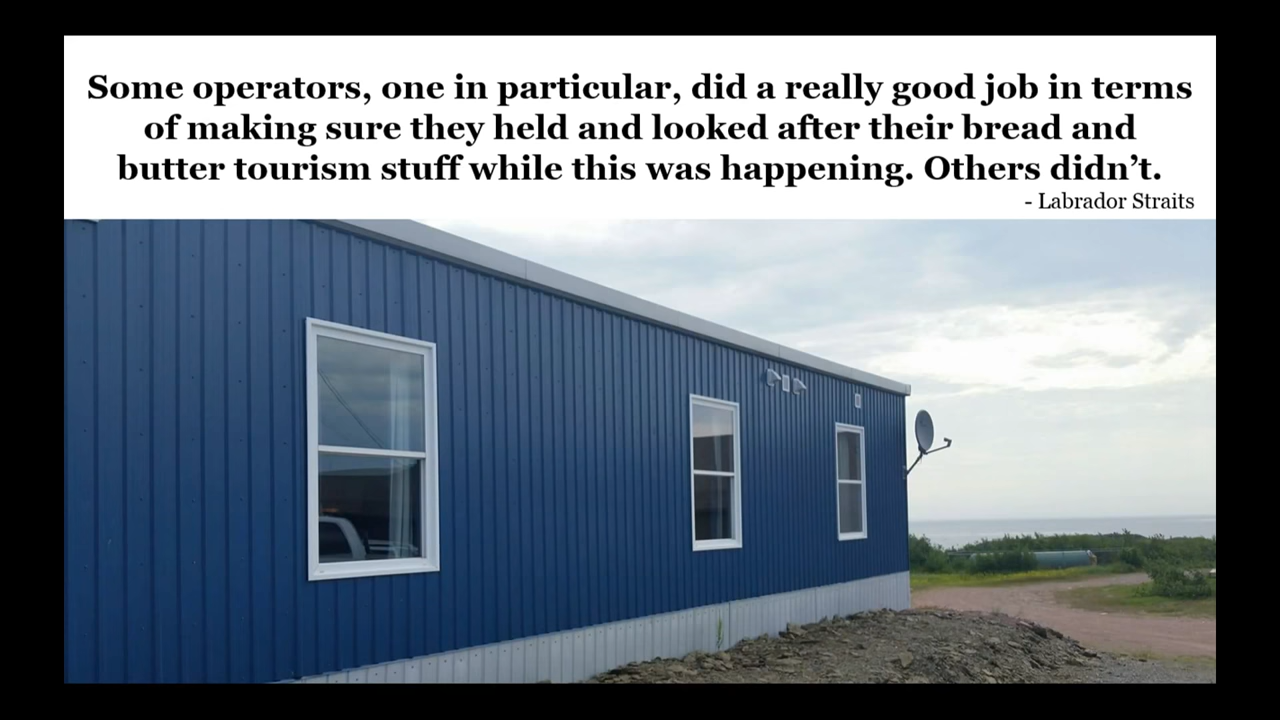 Some operators, one in particular, did a really good job in terms
of making sure they held and looked after their bread and
butter tourism stuff while this was happening. Others didn’t.
- Labrador Straits